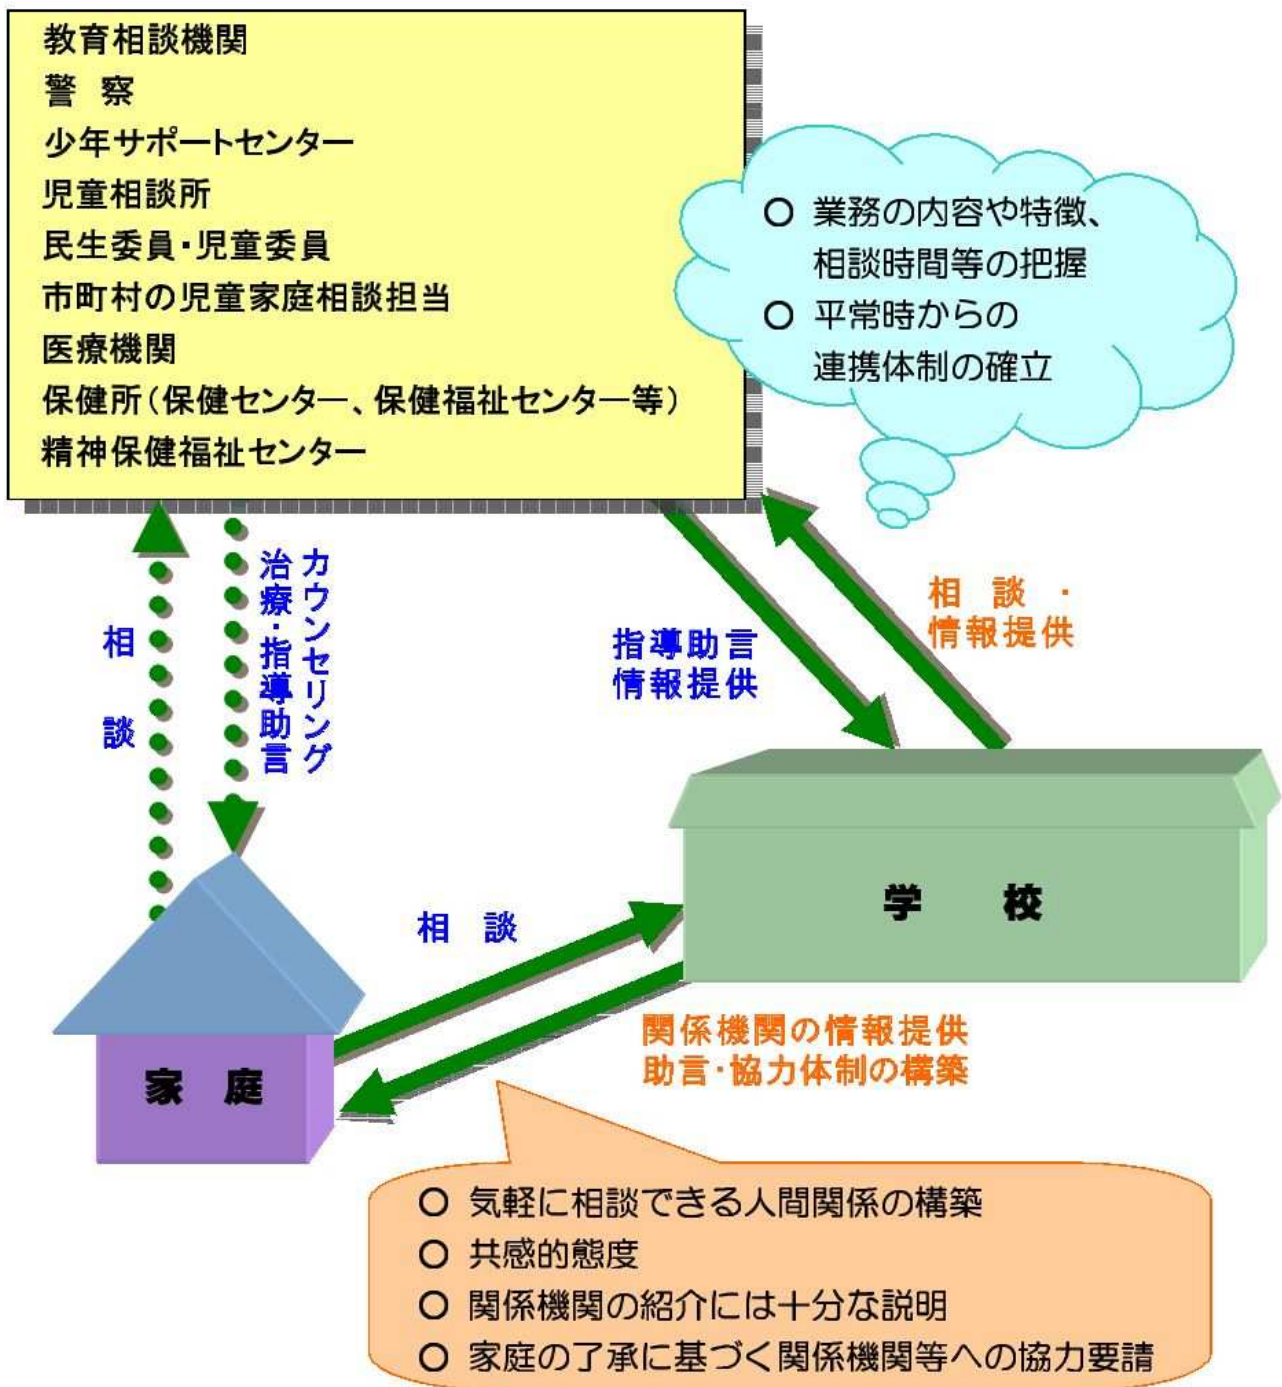 教育相談機関
警 察
少年サポートセンター
児童相談所
民生委員・児童委員
市町村の児童家庭相談担当
医療機関
保健所(保健センター、保健福祉センター等)
精神保健福祉センター
○ 業務の内容や特徴、
相談時間等の把握
○ 平常時からの
連携体制の確立
相談
カウンセリング
治療・指導助言
指導助言
情報提供
相 談 ・
情報提供
学 校
相 談
関係機関の情報提供
助言・協力体制の構築
家 庭
○ 気軽に相談できる人間関係の構築
○ 共感的態度
○ 関係機関の紹介には十分な説明
○ 家庭の了承に基づく関係機関等への協力要請